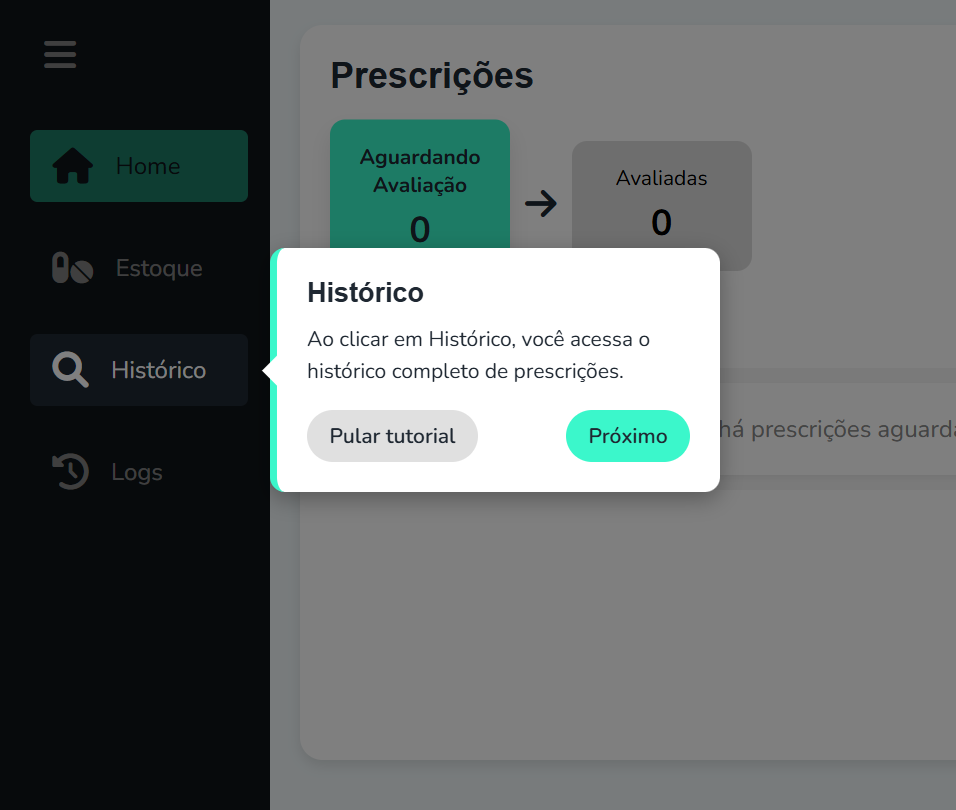 Home
Estoque
Histórico
Logs
Prescrições
Aguardando
Avaliação
0
Avaliadas
0
Histórico
Ao clicar em Histórico, você acessa o
histórico completo de prescrições.
Pular tutorial
Próximo
há prescrições